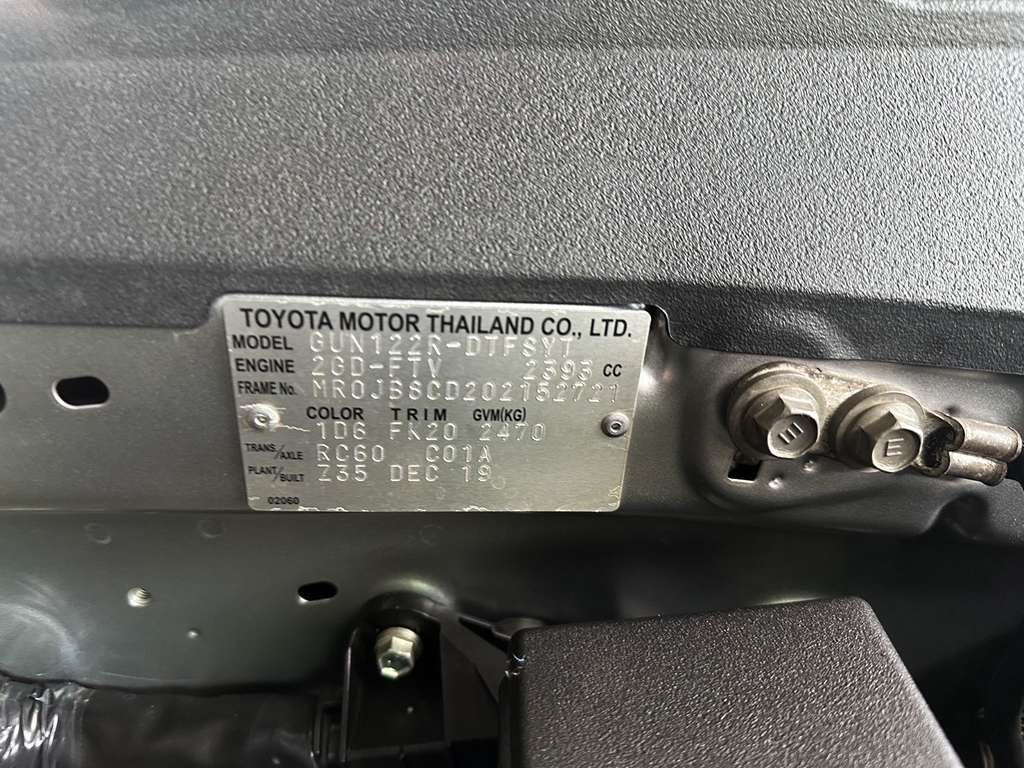 TOYOTA MOTOR THAILAND CO., LTD.
MODEL GUN122R-DTFSYT
ENGINE 2GD-FTV 2393 CC
FRAME No. MR0JB8CD202152721
COLOR TRIM GVM(KG)
1D6 FK20 2470
TRANS/AXLE RC60 C01A
PLANT/BUILT Z35 DEC 19
02060
E E